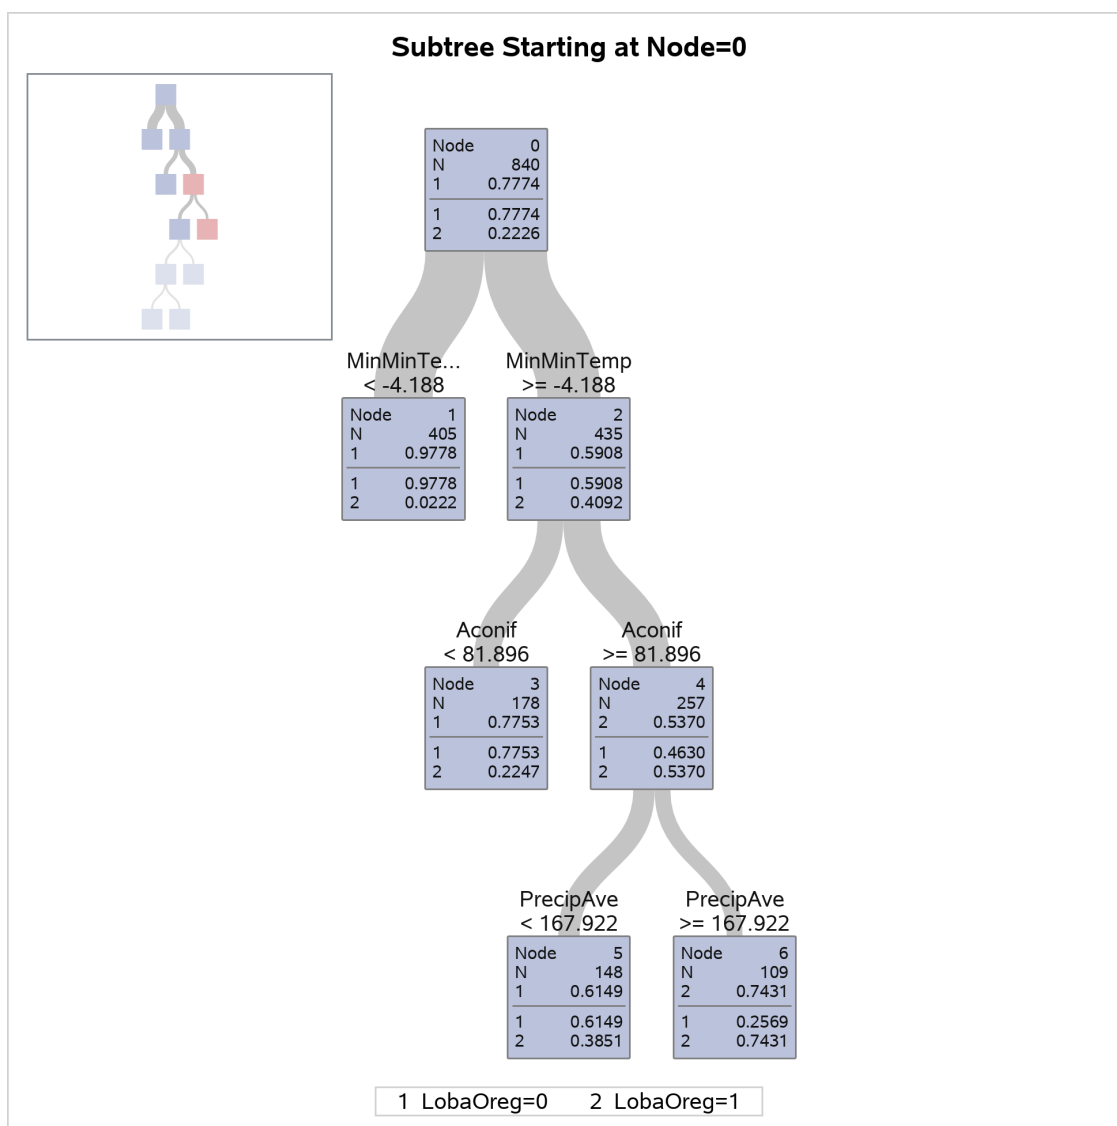 Subtree Starting at Node=0
Node 0
N 840
1 0.7774
1 0.7774
2 0.2226
MinMinTe...
< -4.188
MinMinTemp
>= -4.188
Node 1
N 405
1 0.9778
1 0.9778
2 0.0222
Node 2
N 435
1 0.5908
1 0.5908
2 0.4092
Aconif
< 81.896
Aconif
>= 81.896
Node 3
N 178
1 0.7753
1 0.7753
2 0.2247
Node 4
N 257
2 0.5370
1 0.4630
2 0.5370
PrecipAve
< 167.922
PrecipAve
>= 167.922
Node 5
N 148
1 0.6149
1 0.6149
2 0.3851
Node 6
N 109
2 0.7431
1 0.2569
2 0.7431
1 LobaOreg=0 2 LobaOreg=1